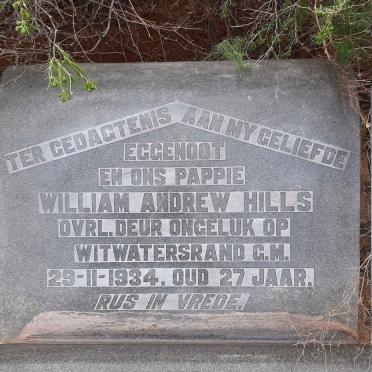 TER GEDACTENIS AAN MY GELIEFDE
EGGENOOT
EN ONS PAPPIE
WILLIAM ANDREW HILLS
OVRL. DEUR ONGELUK OP
WITWATERSRAND G.M.
29-11-1934. OUD 27 JAAR.
RUS IN VREDE.